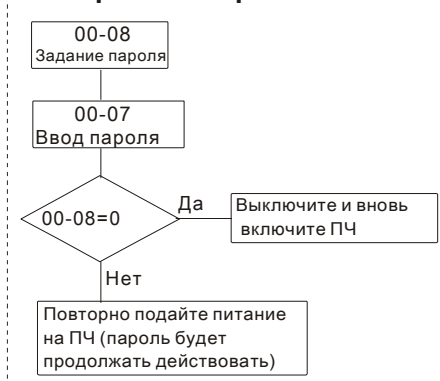 00-08
Задание пароля
00-07
Ввод пароля
00-08=0
Да
Выключите и вновь
включите ПЧ
Нет
Повторно подайте питание
на ПЧ (пароль будет
продолжать действовать)